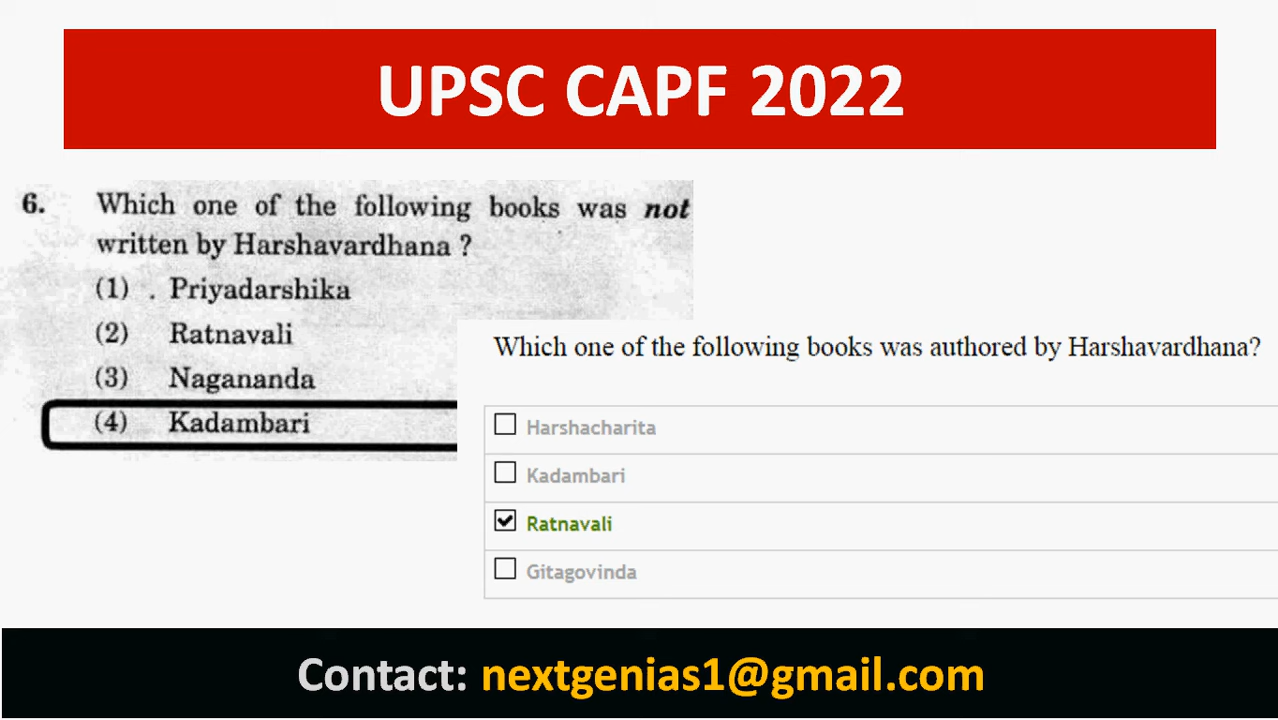 UPSC CAPF 2022
6. Which one of the following books was not
written by Harshavardhana ?
(1) . Priyadarshika
(2) Ratnavali
(3) Nagananda
(4) Kadambari
Which one of the following books was authored by Harshavardhana?
Harshacharita
Kadambari
Ratnavali
Gitagovinda
Contact: nextgenias1@gmail.com